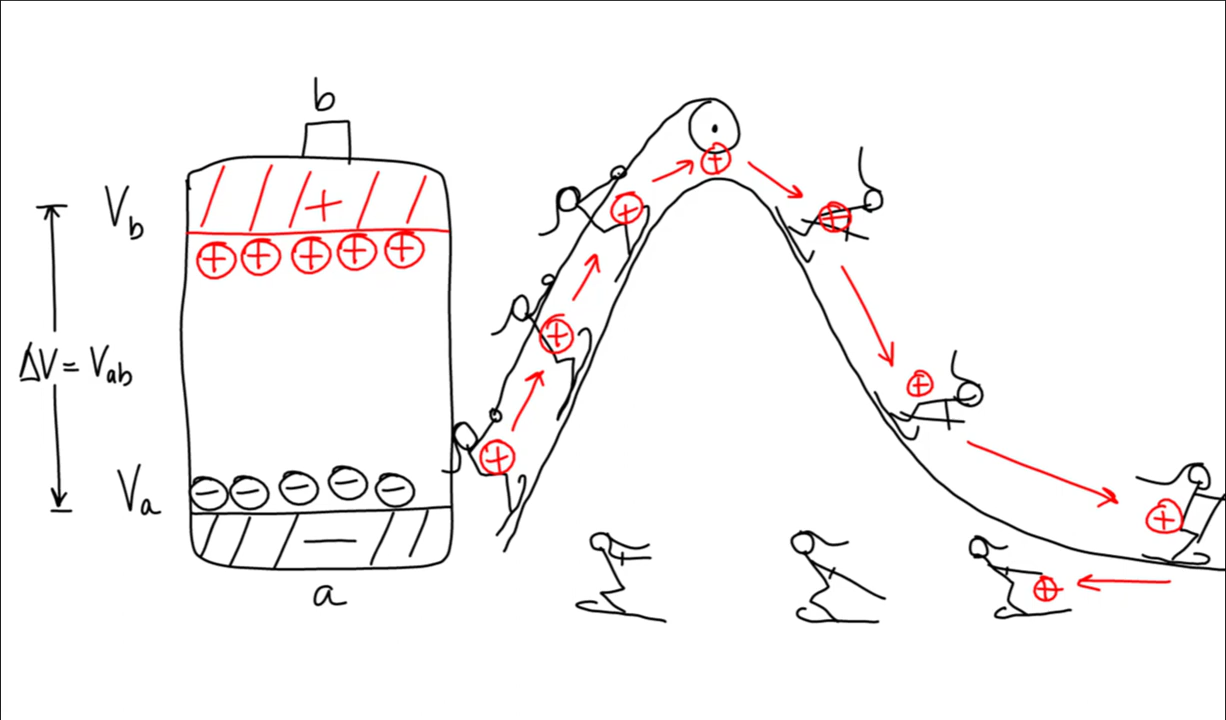 b
V_b
+
+ + + + +
ΔV = V_ab
V_a
- - - - -
—
a
+
+
+
+
+
+
+
+